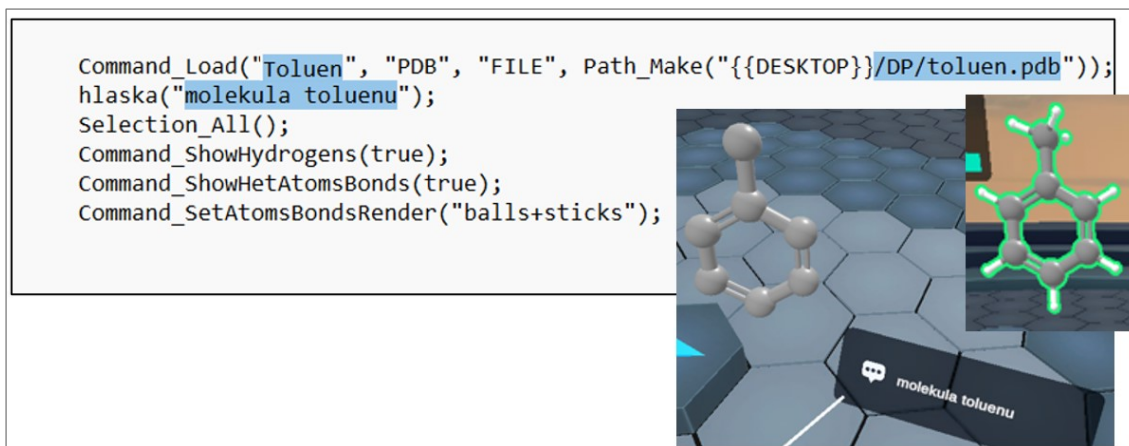 Command_Load("Toluen", "PDB", "FILE", Path_Make("{{DESKTOP}}/DP/toluen.pdb"));
hlaska("molekula toluenu");
Selection_All();
Command_ShowHydrogens(true);
Command_ShowHetAtomsBonds(true);
Command_SetAtomsBondsRender("balls+sticks");
molekula toluenu